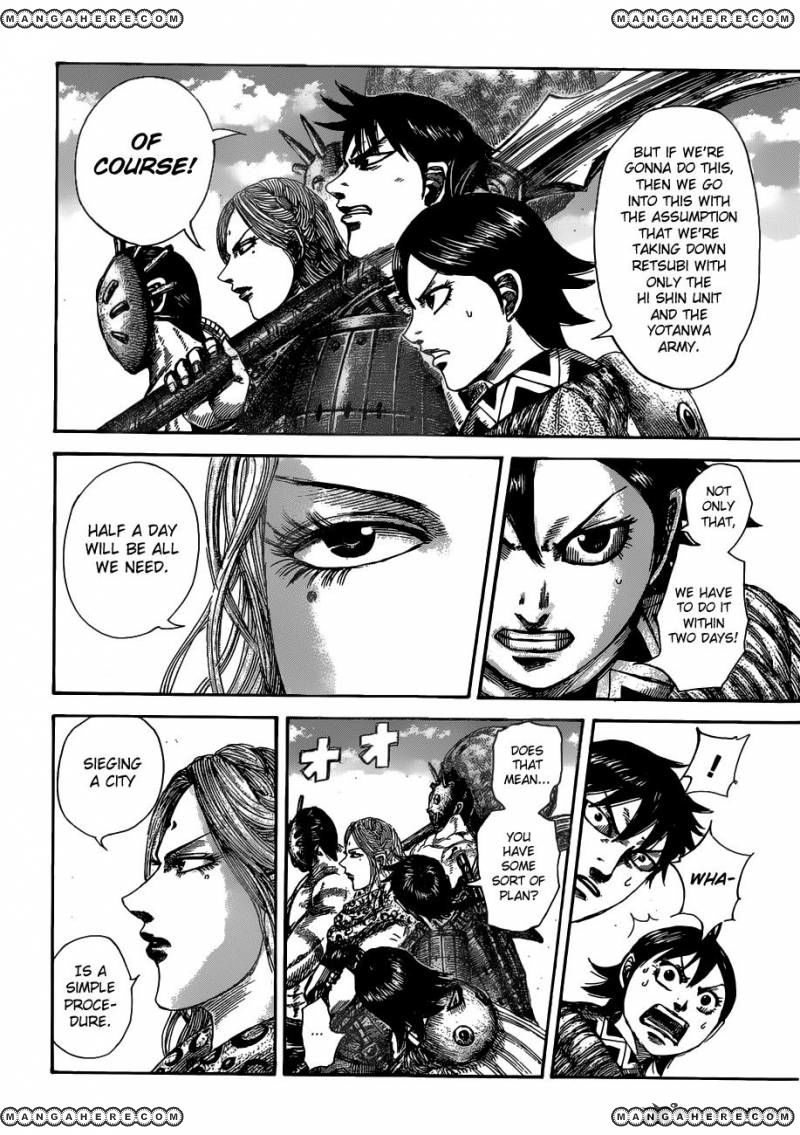 MANGAHERE.COM
MANGAHERE.COM
BUT IF WE'RE
GONNA DO THIS,
THEN WE GO
INTO THIS WITH
THE ASSUMPTION
THAT WE'RE
TAKING DOWN
RETSUBI WITH
ONLY THE
HI SHIN UNIT
AND THE
YOTANWA
ARMY.
OF
COURSE!
NOT
ONLY
THAT,
WE HAVE
TO DO IT
WITHIN
TWO DAYS!
HALF A DAY
WILL BE ALL
WE NEED.
!
WHA-
DOES
THAT
MEAN...
YOU
HAVE
SOME
SORT OF
PLAN?
オオ
...
SIEGING
A CITY
IS A
SIMPLE
PROCE-
DURE.
MANGAHERE.COM
MANGAHERE.COM